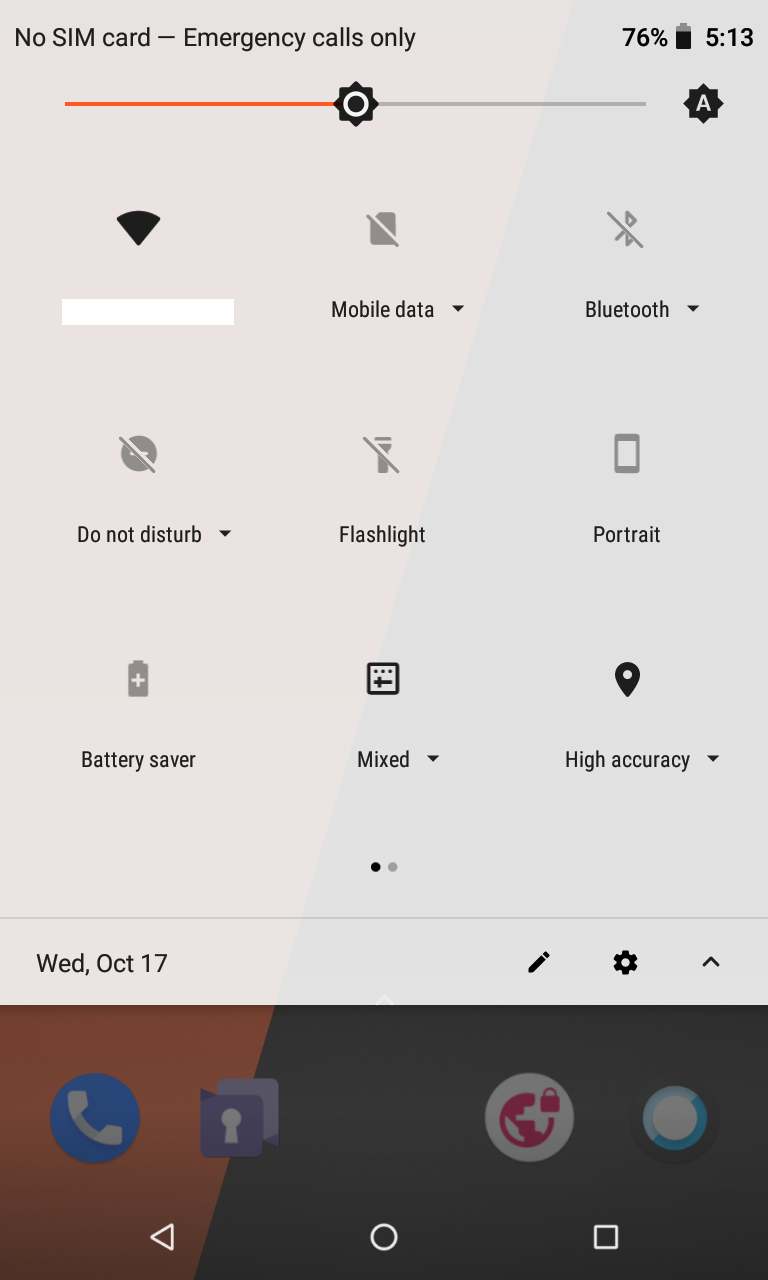 No SIM card — Emergency calls only 76% 5:13
A
Mobile data Bluetooth
Do not disturb Flashlight Portrait
Battery saver Mixed High accuracy
Wed, Oct 17